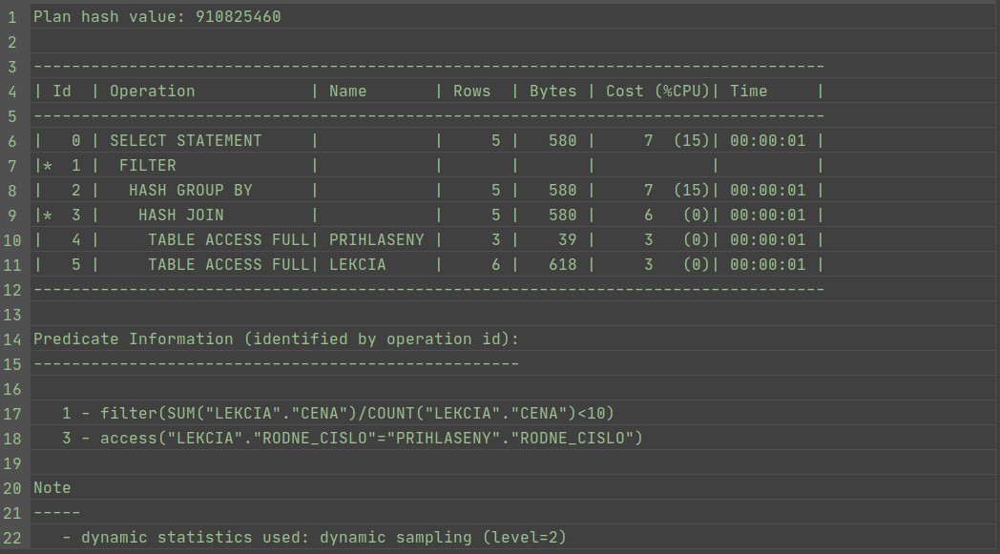 1 Plan hash value: 910825460
2
3 -----------------------------------------------------------------------------------
4 | Id  | Operation            | Name       | Rows  | Bytes | Cost (%CPU)| Time     |
5 -----------------------------------------------------------------------------------
6 |   0 | SELECT STATEMENT     |            |     5 |   580 |     7  (15)| 00:00:01 |
7 |*  1 |  FILTER              |            |       |       |            |          |
8 |   2 |   HASH GROUP BY      |            |     5 |   580 |     7  (15)| 00:00:01 |
9 |*  3 |    HASH JOIN         |            |     5 |   580 |     6   (0)| 00:00:01 |
10 |   4 |     TABLE ACCESS FULL| PRIHLASENY |     3 |    39 |     3   (0)| 00:00:01 |
11 |   5 |     TABLE ACCESS FULL| LEKCIA     |     6 |   618 |     3   (0)| 00:00:01 |
12 -----------------------------------------------------------------------------------
13
14 Predicate Information (identified by operation id):
15 ---------------------------------------------------
16
17    1 - filter(SUM("LEKCIA"."CENA")/COUNT("LEKCIA"."CENA")<10)
18    3 - access("LEKCIA"."RODNE_CISLO"="PRIHLASENY"."RODNE_CISLO")
19
20 Note
21 -----
22    - dynamic statistics used: dynamic sampling (level=2)